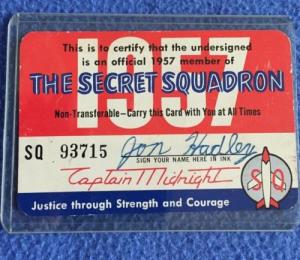 This is to certify that the undersigned
is an official 1957 member of
1957
THE SECRET SQUADRON
Non-Transferable—Carry this Card with You at All Times
SQ 93715 Jon Hadley
SIGN YOUR NAME HERE IN INK
Captain Midnight
SQ
Justice through Strength and Courage